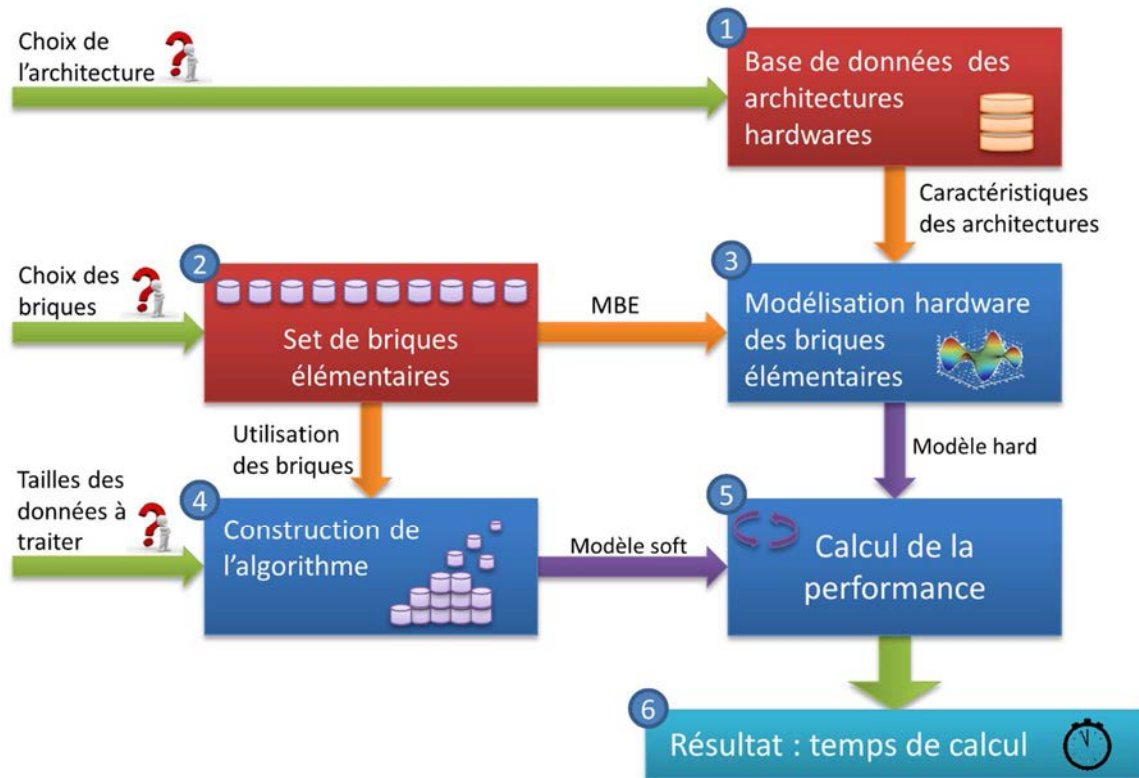 Choix de
l'architecture
1
Base de données des
architectures
hardwares
Caractéristiques
des architectures
Choix des
briques
2
Set de briques
élémentaires
MBE
3
Modélisation hardware
des briques
élémentaires
Utilisation
des briques
Modèle hard
Tailles des
données à
traiter
4
Construction de
l'algorithme
Modèle soft
5
Calcul de la
performance
6
Résultat : temps de calcul